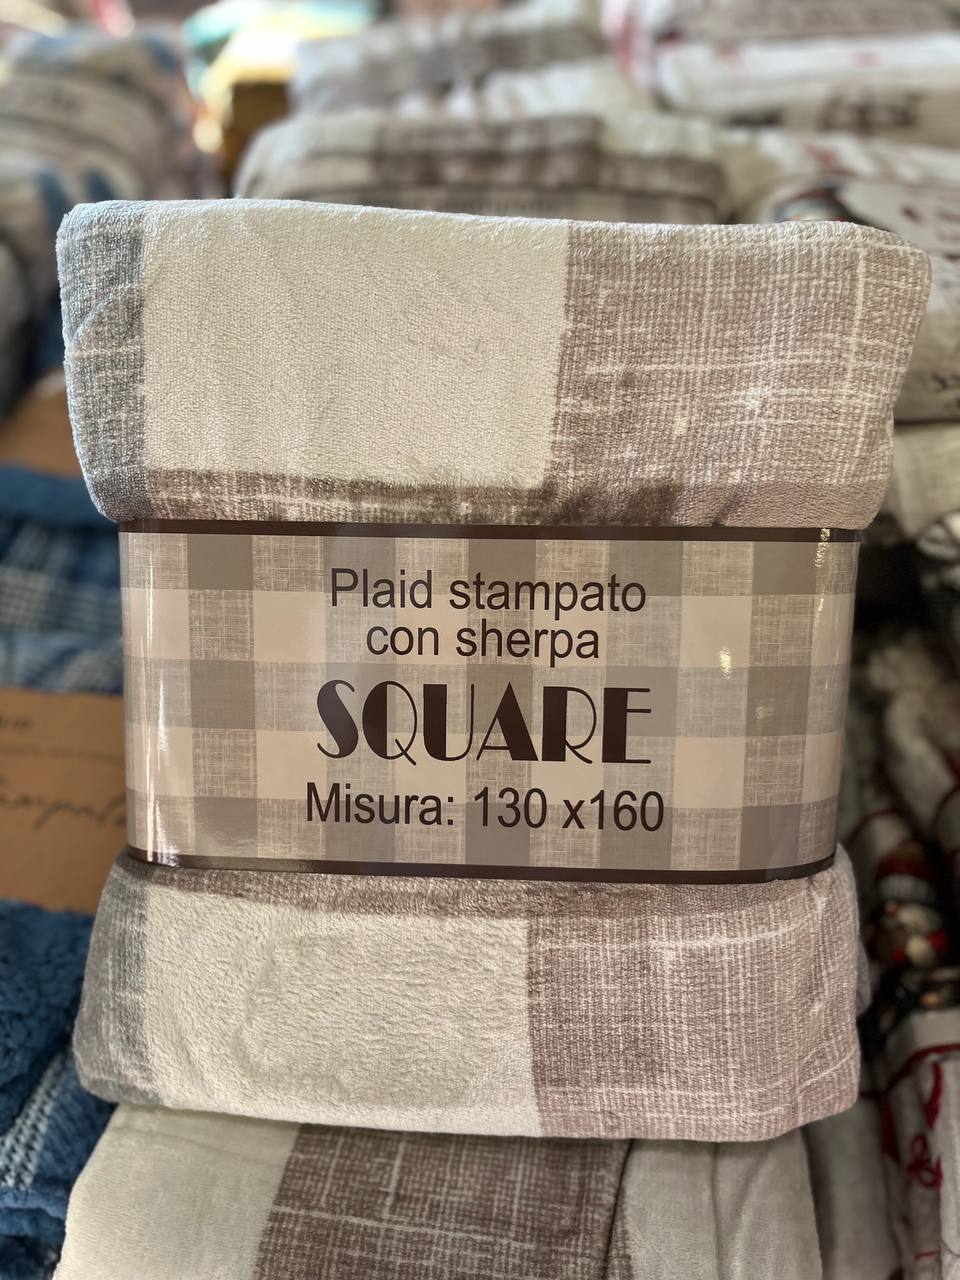 Plaid stampato
con sherpa
SQUARE
Misura: 130 x160